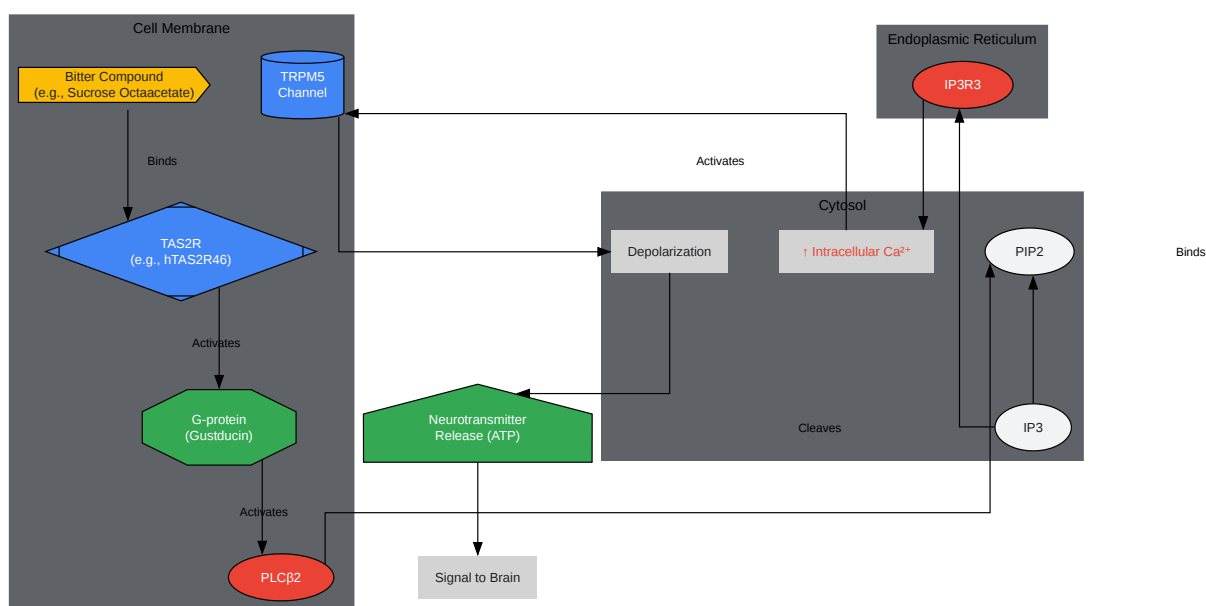 Cell Membrane
Bitter Compound
(e.g., Sucrose Octaacetate)
TRPM5
Channel
Endoplasmic Reticulum
IP3R3
Binds
Activates
Cytosol
TAS2R
(e.g., hTAS2R46)
Depolarization
↑ Intracellular Ca²⁺
PIP2
Binds
Activates
G-protein
(Gustducin)
Neurotransmitter
Release (ATP)
Cleaves
IP3
Activates
PLCβ2
Signal to Brain